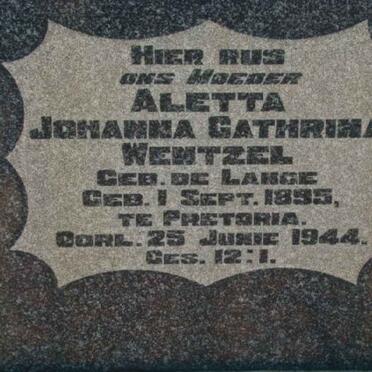 Hier rus
ons Moeder
Aletta
Johanna Cathrina
Wentzel
Geb. de Lange
Geb. 1 Sept. 1895,
te Pretoria.
Oorl. 25 Junie 1944.
Ges. 12:1.